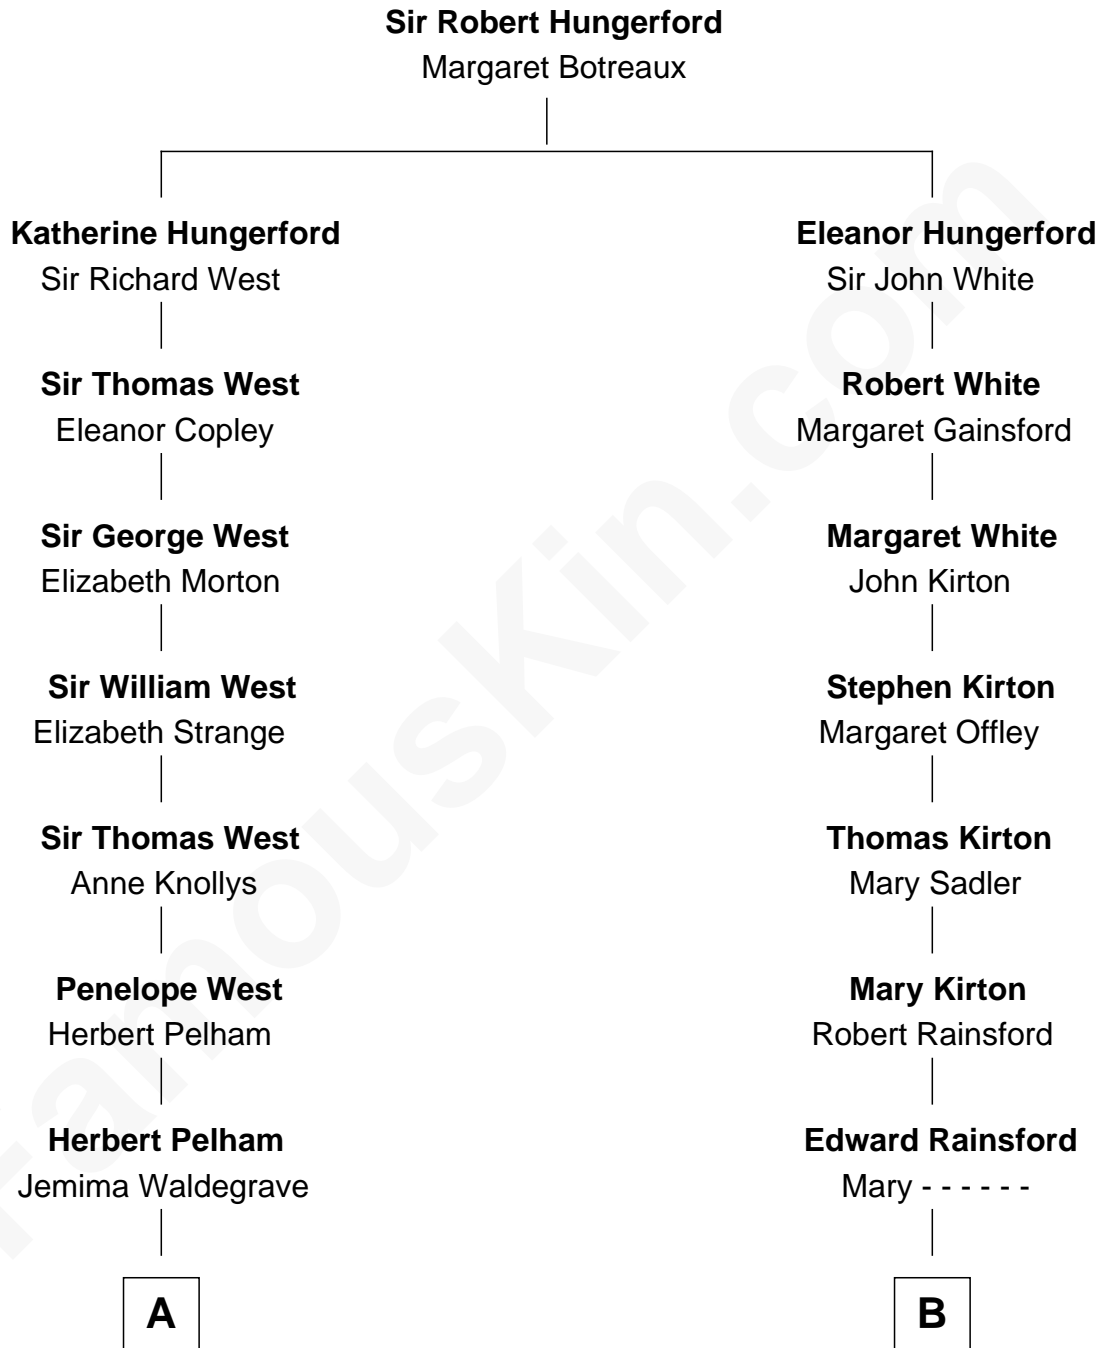 Sir Robert Hungerford
Margaret Botreaux
Katherine Hungerford
Sir Richard West
Eleanor Hungerford
Sir John White
Sir Thomas West
Eleanor Copley
Robert White
Margaret Gainsford
Sir George West
Elizabeth Morton
Margaret White
John Kirton
Sir William West
Elizabeth Strange
Stephen Kirton
Margaret Offley
Sir Thomas West
Anne Knollys
Thomas Kirton
Mary Sadler
Penelope West
Herbert Pelham
Mary Kirton
Robert Rainsford
Herbert Pelham
Jemima Waldegrave
Edward Rainsford
Mary - - - - - -
A
B
FamousKin.com